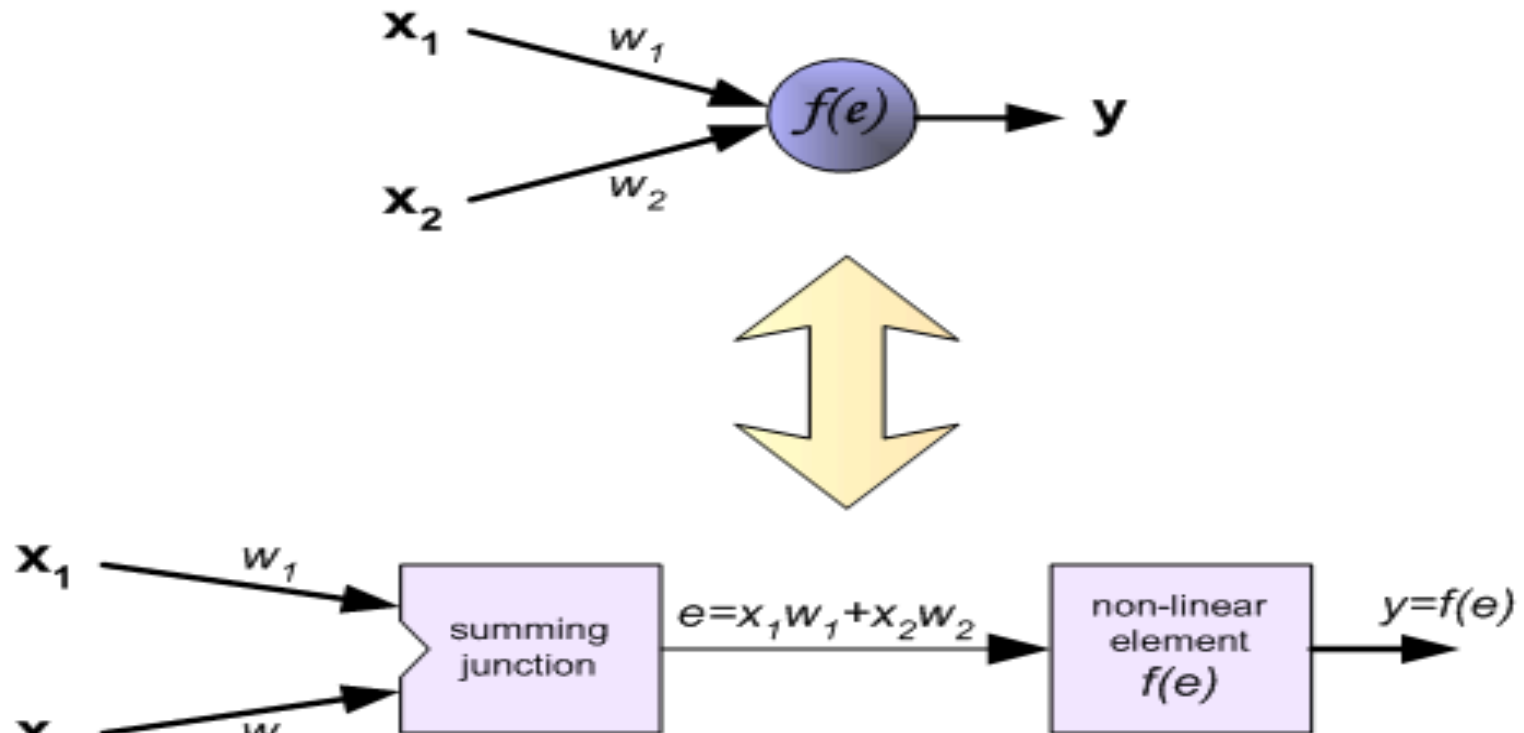 x₁
w₁
f(e)
y
w₂
x₂
x₁
w₁
summing
junction
e=x₁w₁+x₂w₂
non-linear
element
f(e)
y=f(e)
x
w